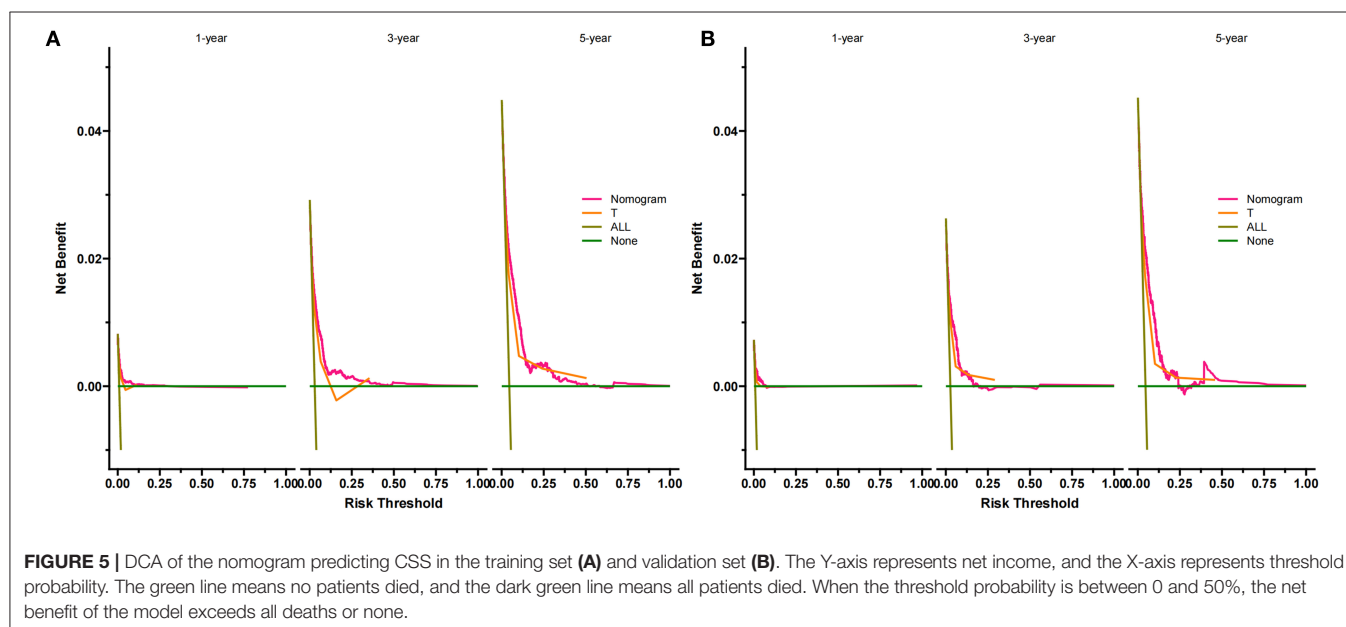 A
1-year
3-year
5-year
Net Benefit
0.04
0.02
0.00
Nomogram
T
ALL
None
0.00 0.25 0.50 0.75 1.00
0.00 0.25 0.50 0.75 1.00
0.00 0.25 0.50 0.75 1.00
Risk Threshold
B
1-year
3-year
5-year
Net Benefit
0.04
0.02
0.00
Nomogram
T
ALL
None
0.00 0.25 0.50 0.75 1.00
0.00 0.25 0.50 0.75 1.00
0.00 0.25 0.50 0.75 1.00
Risk Threshold
FIGURE 5 | DCA of the nomogram predicting CSS in the training set (A) and validation set (B). The Y-axis represents net income, and the X-axis represents threshold
probability. The green line means no patients died, and the dark green line means all patients died. When the threshold probability is between 0 and 50%, the net
benefit of the model exceeds all deaths or none.